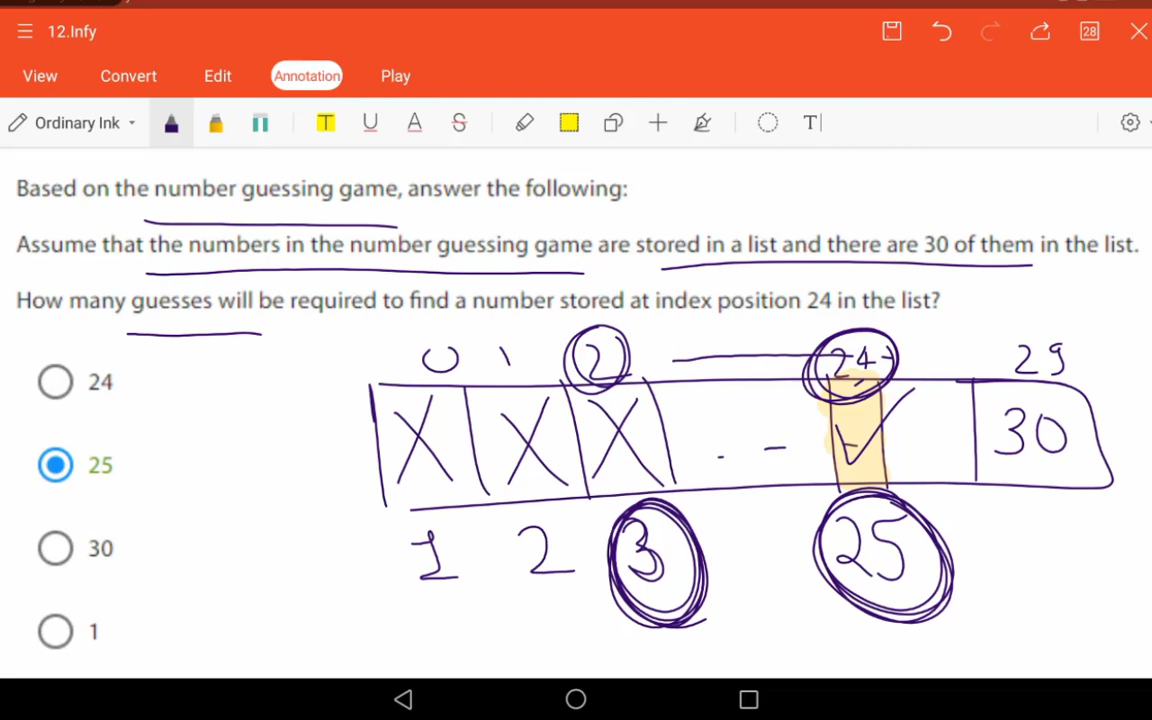 12.Infy
28
View Convert Edit Annotation Play
Ordinary Ink
Based on the number guessing game, answer the following:
Assume that the numbers in the number guessing game are stored in a list and there are 30 of them in the list.
How many guesses will be required to find a number stored at index position 24 in the list?
0 1 2 24 29
24
X X X . - 30
25
1 2 3 25
30
1